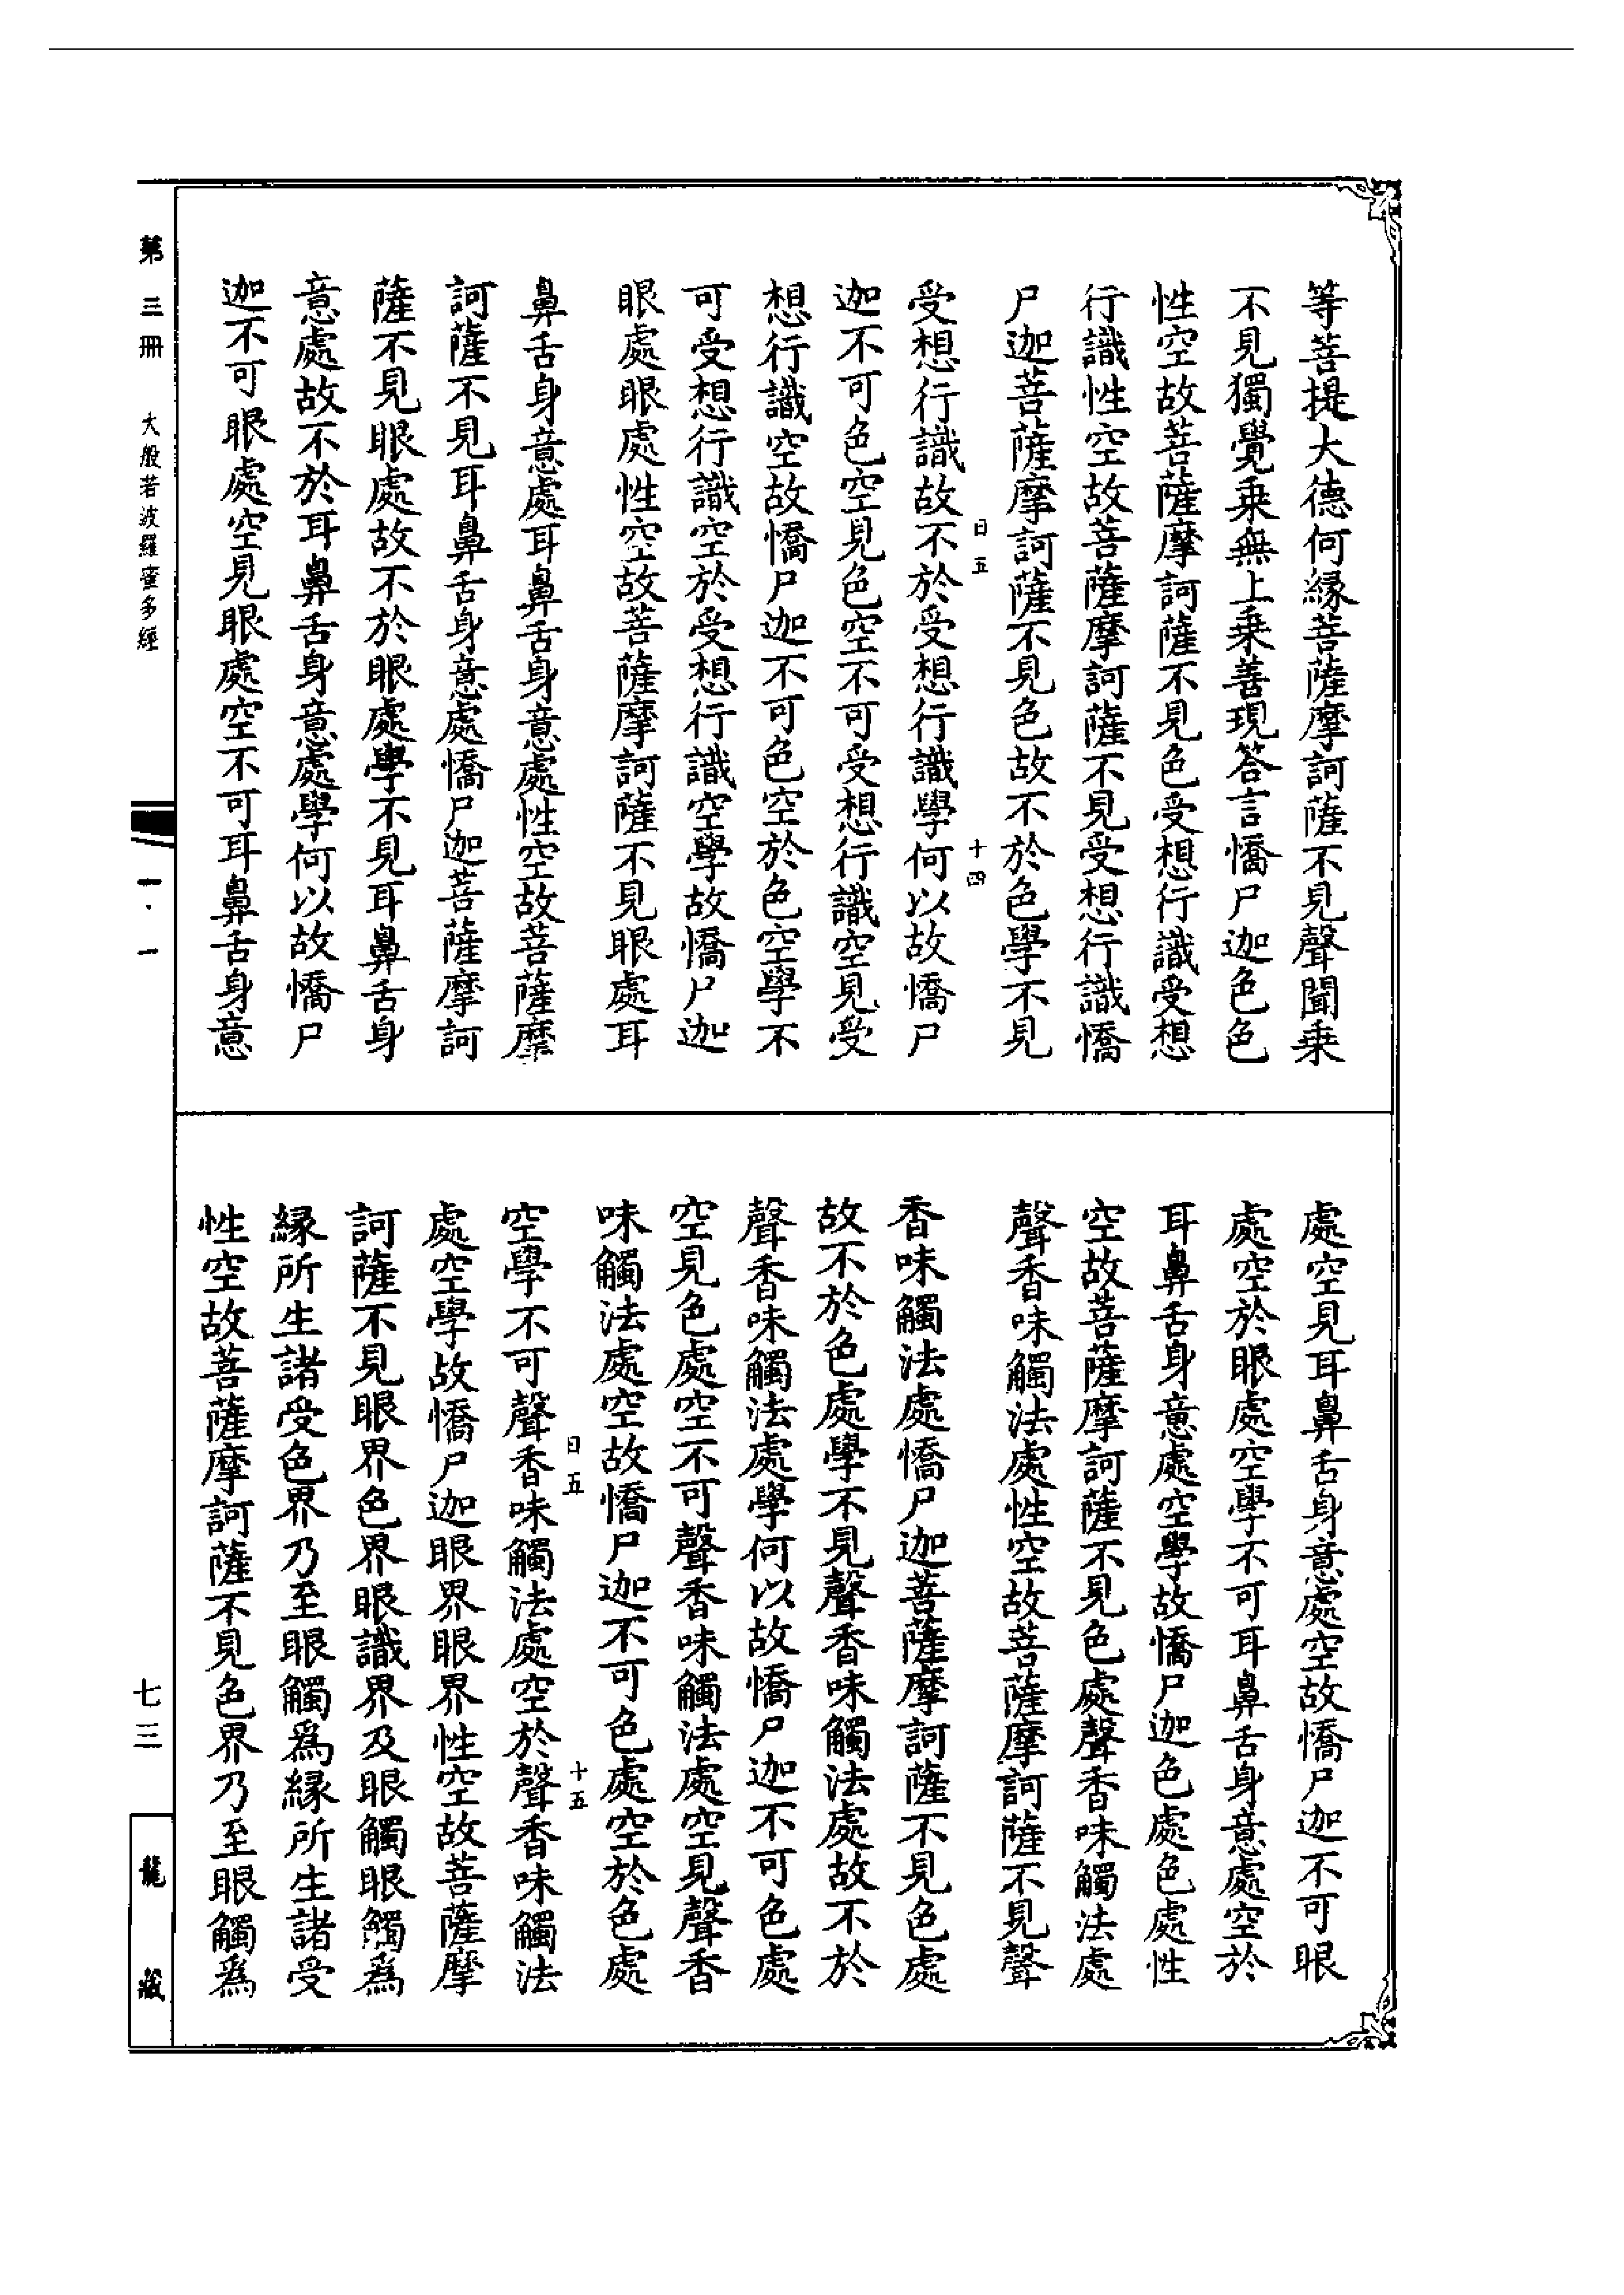 等菩提大德何緣菩薩摩訶薩不見聲聞乘
不見獨覺乘無上乘善現答言憍尸迦色色
性空故菩薩摩訶薩不見色受想行識受想
行識性空故菩薩摩訶薩不見受想行識憍
尸迦菩薩摩訶薩不見色故不於色學不見
日五 十四
受想行識故不於受想行識學何以故憍尸
迦不可色空見色空不可受想行識空見受
想行識空故憍尸迦不可色空於色空學不
可受想行識空於受想行識空學故憍尸迦
眼處眼處性空故菩薩摩訶薩不見眼處耳
鼻舌身意處耳鼻舌身意處性空故菩薩摩
訶薩不見耳鼻舌身意處憍尸迦菩薩摩訶
薩不見眼處故不於眼處學不見耳鼻舌身
意處故不於耳鼻舌身意處學何以故憍尸
迦不可眼處空見眼處空不可耳鼻舌身意
處空見耳鼻舌身意處空故憍尸迦不可眼
處空於眼處空學不可耳鼻舌身意處空於
耳鼻舌身意處空學故憍尸迦色處色處性
空故菩薩摩訶薩不見色處聲香味觸法處
聲香味觸法處性空故菩薩摩訶薩不見聲
香味觸法處憍尸迦菩薩摩訶薩不見色處
故不於色處學不見聲香味觸法處故不於
聲香味觸法處學何以故憍尸迦不可色處
空見色處空不可聲香味觸法處空見聲香
味觸法處空故憍尸迦不可色處空於色處
日五 十五
空學不可聲香味觸法處空於聲香味觸法
處空學故憍尸迦眼界眼界性空故菩薩摩
訶薩不見眼界色界眼識界及眼觸眼觸爲
緣所生諸受色界乃至眼觸爲緣所生諸受
性空故菩薩摩訶薩不見色界乃至眼觸爲
第三冊 大般若波羅蜜多經 一·一 七三 龍藏